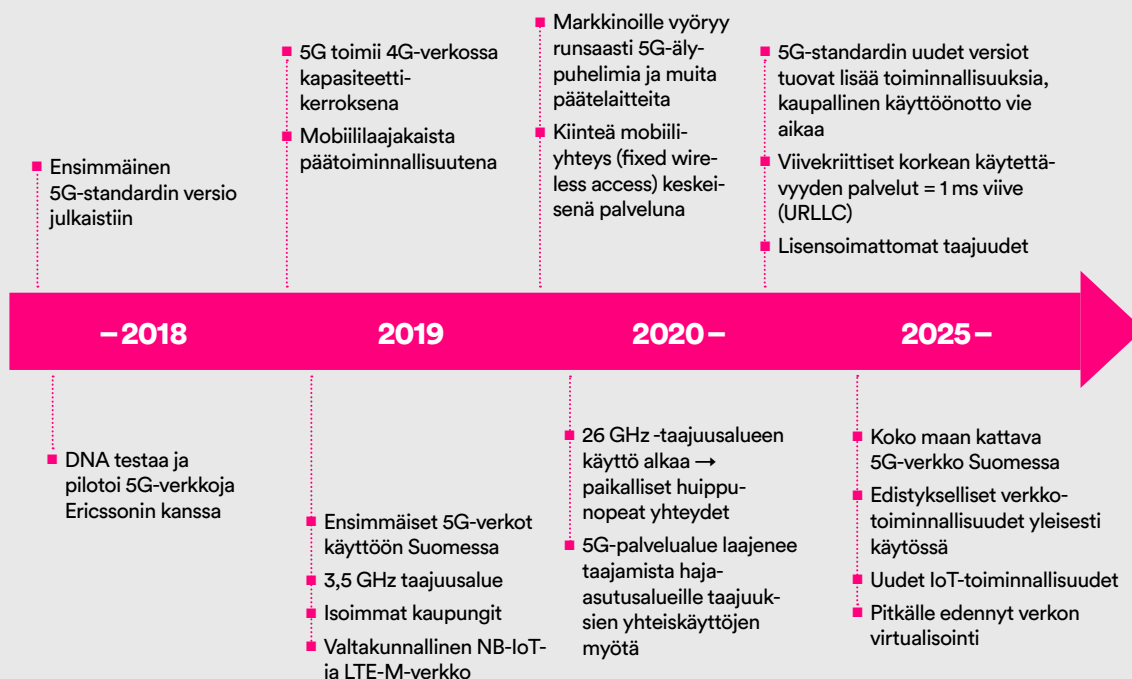 Ensimmäinen
5G-standardin versio
julkaistiin
5G toimii 4G-verkossa
kapasiteetti-
kerroksena
Mobiililaajakaista
päätoiminnallisuutena
Markkinoille vyöryy
runsaasti 5G-äly-
puhelimia ja muita
päätelaitteita
Kiinteä mobiili-
yhteys (fixed wire-
less access) keskei-
senä palveluna
5G-standardin uudet versiot
tuovat lisää toiminnallisuuksia,
kaupallinen käyttöönotto vie
aikaa
Viivekriittiset korkean käytettä-
vyyden palvelut = 1 ms viive
(URLLC)
Lisensoimattomat taajuudet
– 2018
2019
2020 –
2025 –
DNA testaa ja
pilotoi 5G-verkkoja
Ericssonin kanssa
Ensimmäiset 5G-verkot
käyttöön Suomessa
3,5 GHz taajuusalue
Isoimmat kaupungit
Valtakunnallinen NB-IoT-
ja LTE-M-verkko
26 GHz -taajuusalueen
käyttö alkaa →
paikalliset huippu-
nopeat yhteydet
5G-palvelualue laajenee
taajamista haja-
asutusalueille taajuuk-
sien yhteiskäyttöjen
myötä
Koko maan kattava
5G-verkko Suomessa
Edistykselliset verkko-
toiminnallisuudet yleisesti
käytössä
Uudet IoT-toiminnallisuudet
Pitkälle edennyt verkon
virtualisointi